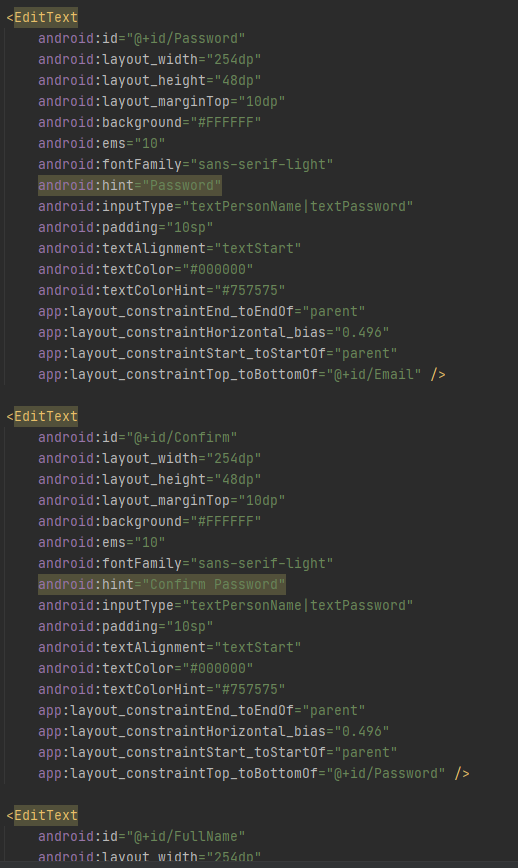 <EditText
android:id="@+id/Password"
android:layout_width="254dp"
android:layout_height="48dp"
android:layout_marginTop="10dp"
android:background="#FFFFFF"
android:ems="10"
android:fontFamily="sans-serif-light"
android:hint="Password"
android:inputType="textPersonName|textPassword"
android:padding="10sp"
android:textAlignment="textStart"
android:textColor="#000000"
android:textColorHint="#757575"
app:layout_constraintEnd_toEndOf="parent"
app:layout_constraintHorizontal_bias="0.496"
app:layout_constraintStart_toStartOf="parent"
app:layout_constraintTop_toBottomOf="@+id/Email" />
<EditText
android:id="@+id/Confirm"
android:layout_width="254dp"
android:layout_height="48dp"
android:layout_marginTop="10dp"
android:background="#FFFFFF"
android:ems="10"
android:fontFamily="sans-serif-light"
android:hint="Confirm Password"
android:inputType="textPersonName|textPassword"
android:padding="10sp"
android:textAlignment="textStart"
android:textColor="#000000"
android:textColorHint="#757575"
app:layout_constraintEnd_toEndOf="parent"
app:layout_constraintHorizontal_bias="0.496"
app:layout_constraintStart_toStartOf="parent"
app:layout_constraintTop_toBottomOf="@+id/Password" />
<EditText
android:id="@+id/FullName"
android:layout_width="254dp"